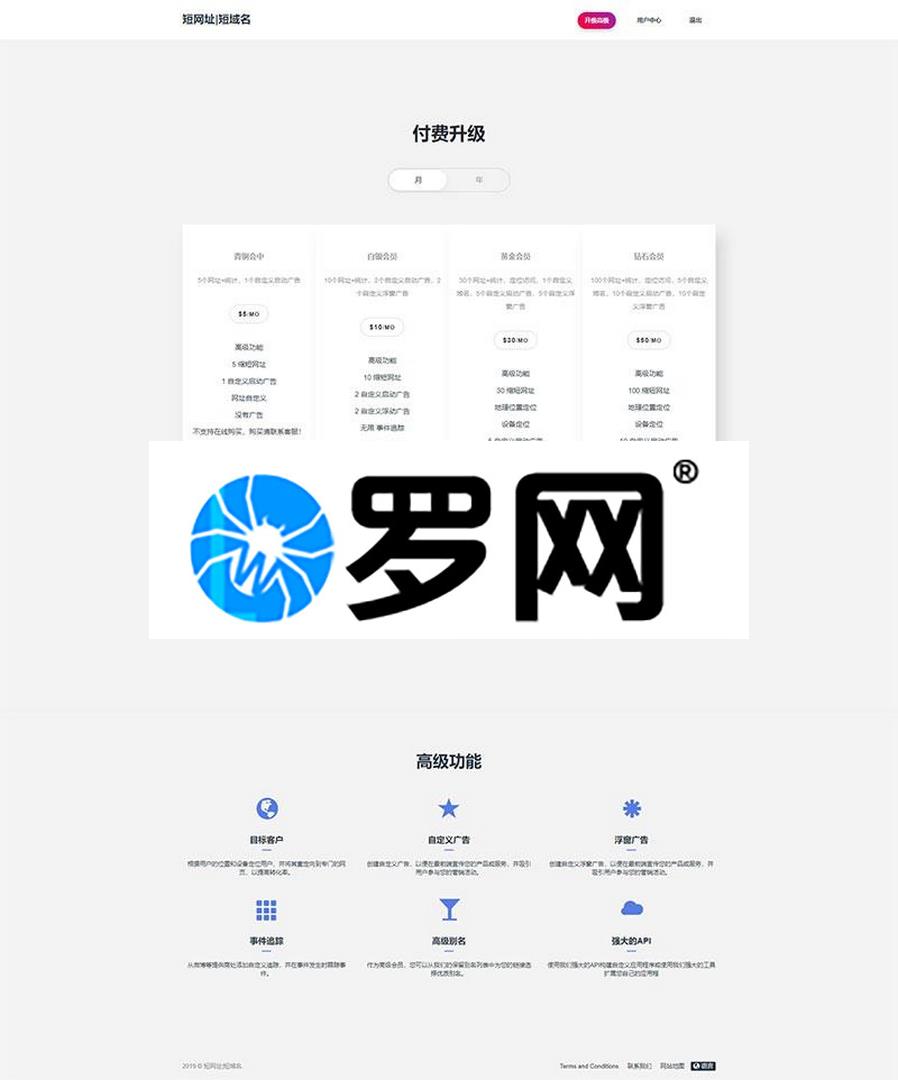 短网址|短域名
升级高级
用户中心
退出
付费升级
月
年
青铜会中
5个网址+统计、1个自定义启动广告
$5/MO
高级功能
5 缩短网址
1 自定义启动广告
网址自定义
没有广告
不支持在线购买，购买请联系客服！
白银会员
10个网址+统计、2个自定义启动广告、2
个自定义浮窗广告
$10/MO
高级功能
10 缩短网址
2 自定义启动广告
2 自定义浮动广告
无限 事件追踪
黄金会员
30个网址+统计、定位访问、1个自定义
域名、5个自定义启动广告、5个自定义浮
窗广告
$30/MO
高级功能
30 缩短网址
地理位置定位
设备定位
钻石会员
100个网址+统计、定位访问、5个自定义
域名、10个自定义启动广告、10个自定
义浮窗广告
$50/MO
高级功能
100 缩短网址
地理位置定位
设备定位
罗网®
高级功能
目标客户
根据用户的位置和设备定位用户，并将其重定向到专门的网
页，以提高转化率。
自定义广告
创建自定义广告，以便在最前端宣传您的产品或服务，并吸引
用户参与您的营销活动。
浮窗广告
创建自定义浮窗广告，以便在最前端宣传您的产品或服务，并
吸引用户参与您的营销活动。
事件追踪
从微博等提供商处添加自定义追踪，并在事件发生时跟踪事
件。
高级别名
作为高级会员，您可以从我们的保留别名列表中为您的链接选
择优质别名。
强大的API
使用我们强大的API构建自定义应用程序或使用我们强大的工具
扩展您自己的应用程
2019 © 短网址|短域名
Terms and Conditions
联系我们
网站地图
语言